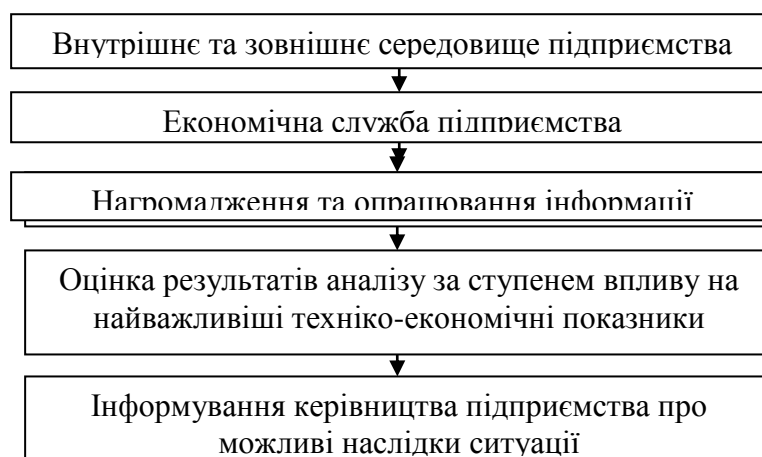 Внутрішнє та зовнішнє середовище підприємства
Економічна служба підприємства
Нагромадження та опрацювання інформації
Оцінка результатів аналізу за ступенем впливу на
найважливіші техніко-економічні показники
Інформування керівництва підприємства про
можливі наслідки ситуації